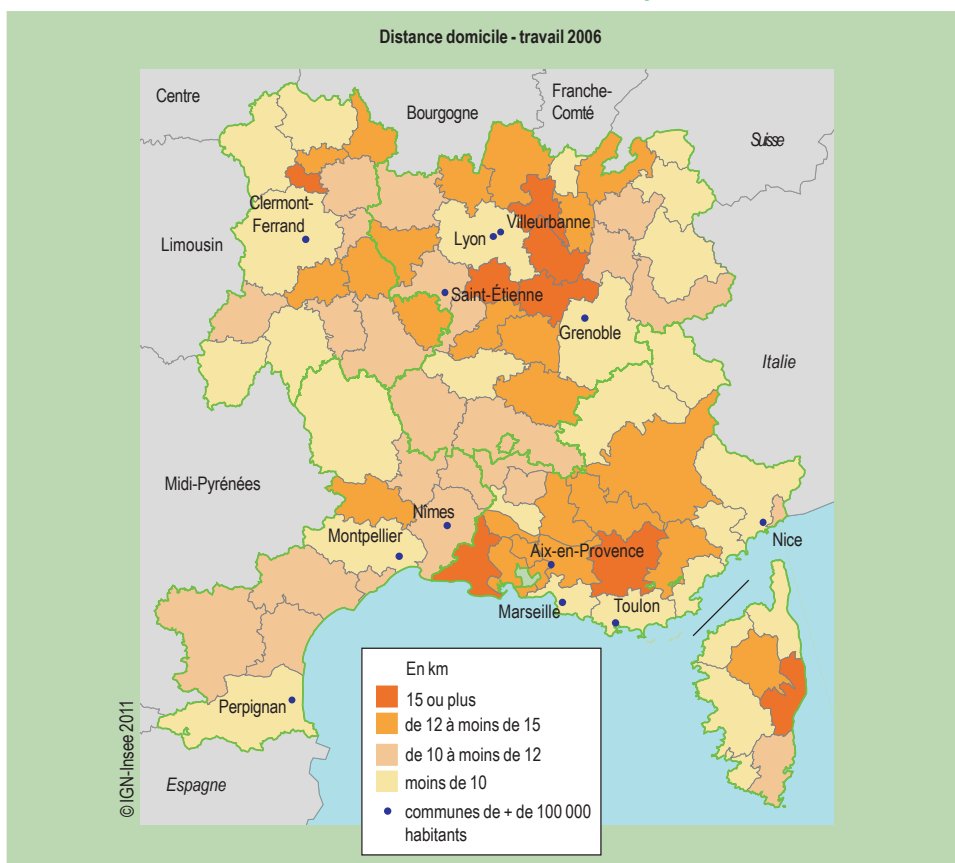 Distance domicile - travail 2006
Centre
Bourgogne
Franche-
Comté
Suisse
Clermont-
Ferrand
Villeurbanne
Lyon
Limousin
Saint-Étienne
Grenoble
Italie
Midi-Pyrénées
Nîmes
Montpellier
Aix-en-Provence
Nice
Marseille
Toulon
Perpignan
Espagne
En km
15 ou plus
de 12 à moins de 15
de 10 à moins de 12
moins de 10
communes de + de 100 000
habitants
© IGN-Insee 2011